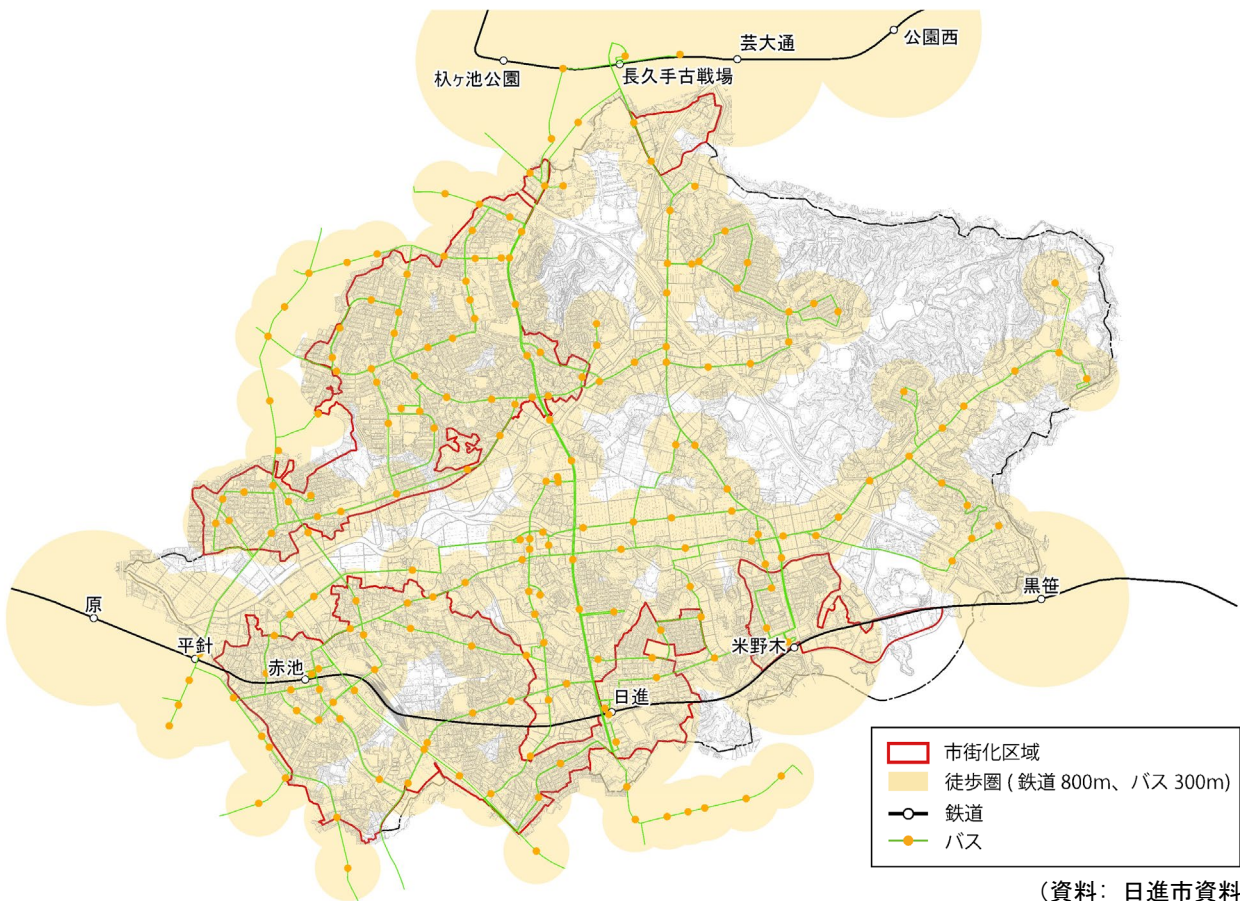 公園西
芸大通
杁ヶ池公園
長久手古戦場
黒笹
原
平針
赤池
米野木
日進
市街化区域
徒歩圏 ( 鉄道 800m、バス 300m)
鉄道
バス
(資料: 日進市資料